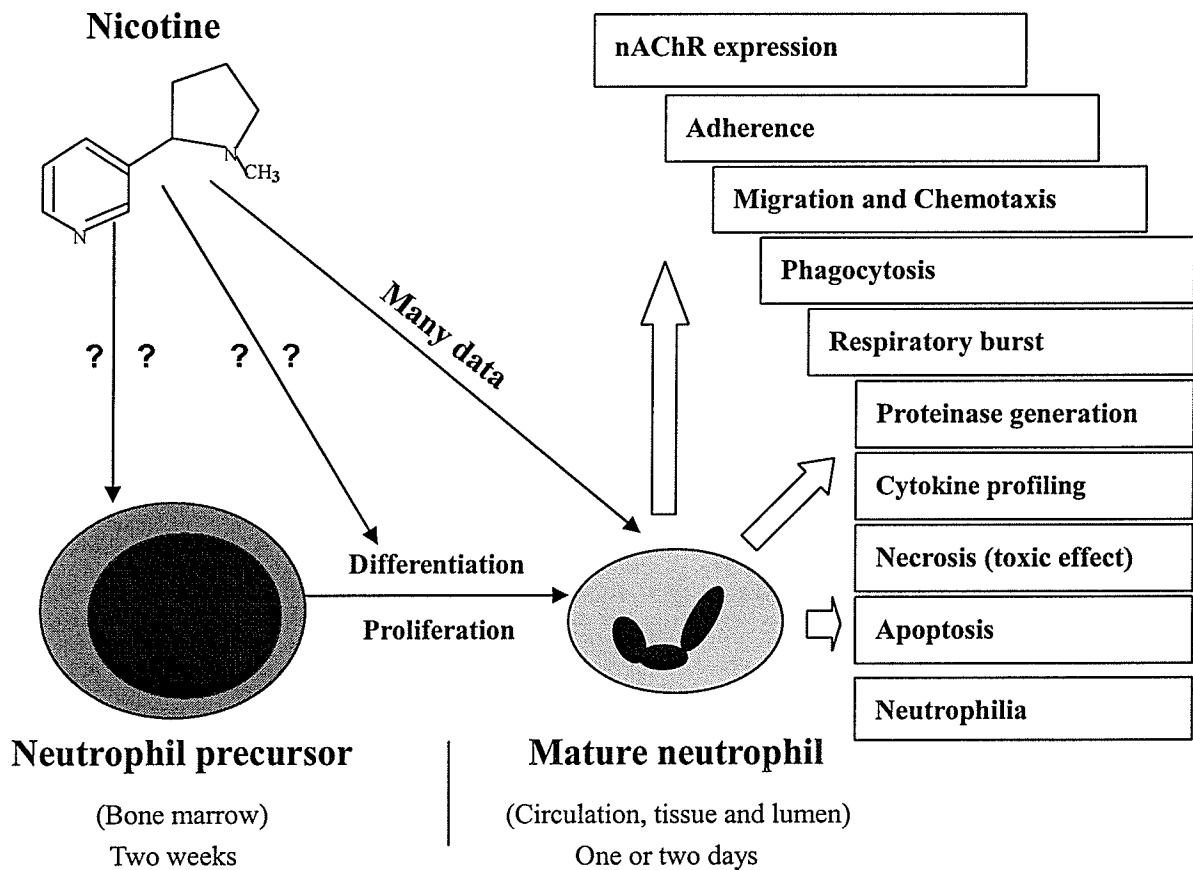 Nicotine
N
CH3
N
Many data
? ? ? ?
Differentiation
Proliferation
nAChR expression
Adherence
Migration and Chemotaxis
Phagocytosis
Respiratory burst
Proteinase generation
Cytokine profiling
Necrosis (toxic effect)
Apoptosis
Neutrophilia
Neutrophil precursor
(Bone marrow)
Two weeks
Mature neutrophil
(Circulation, tissue and lumen)
One or two days